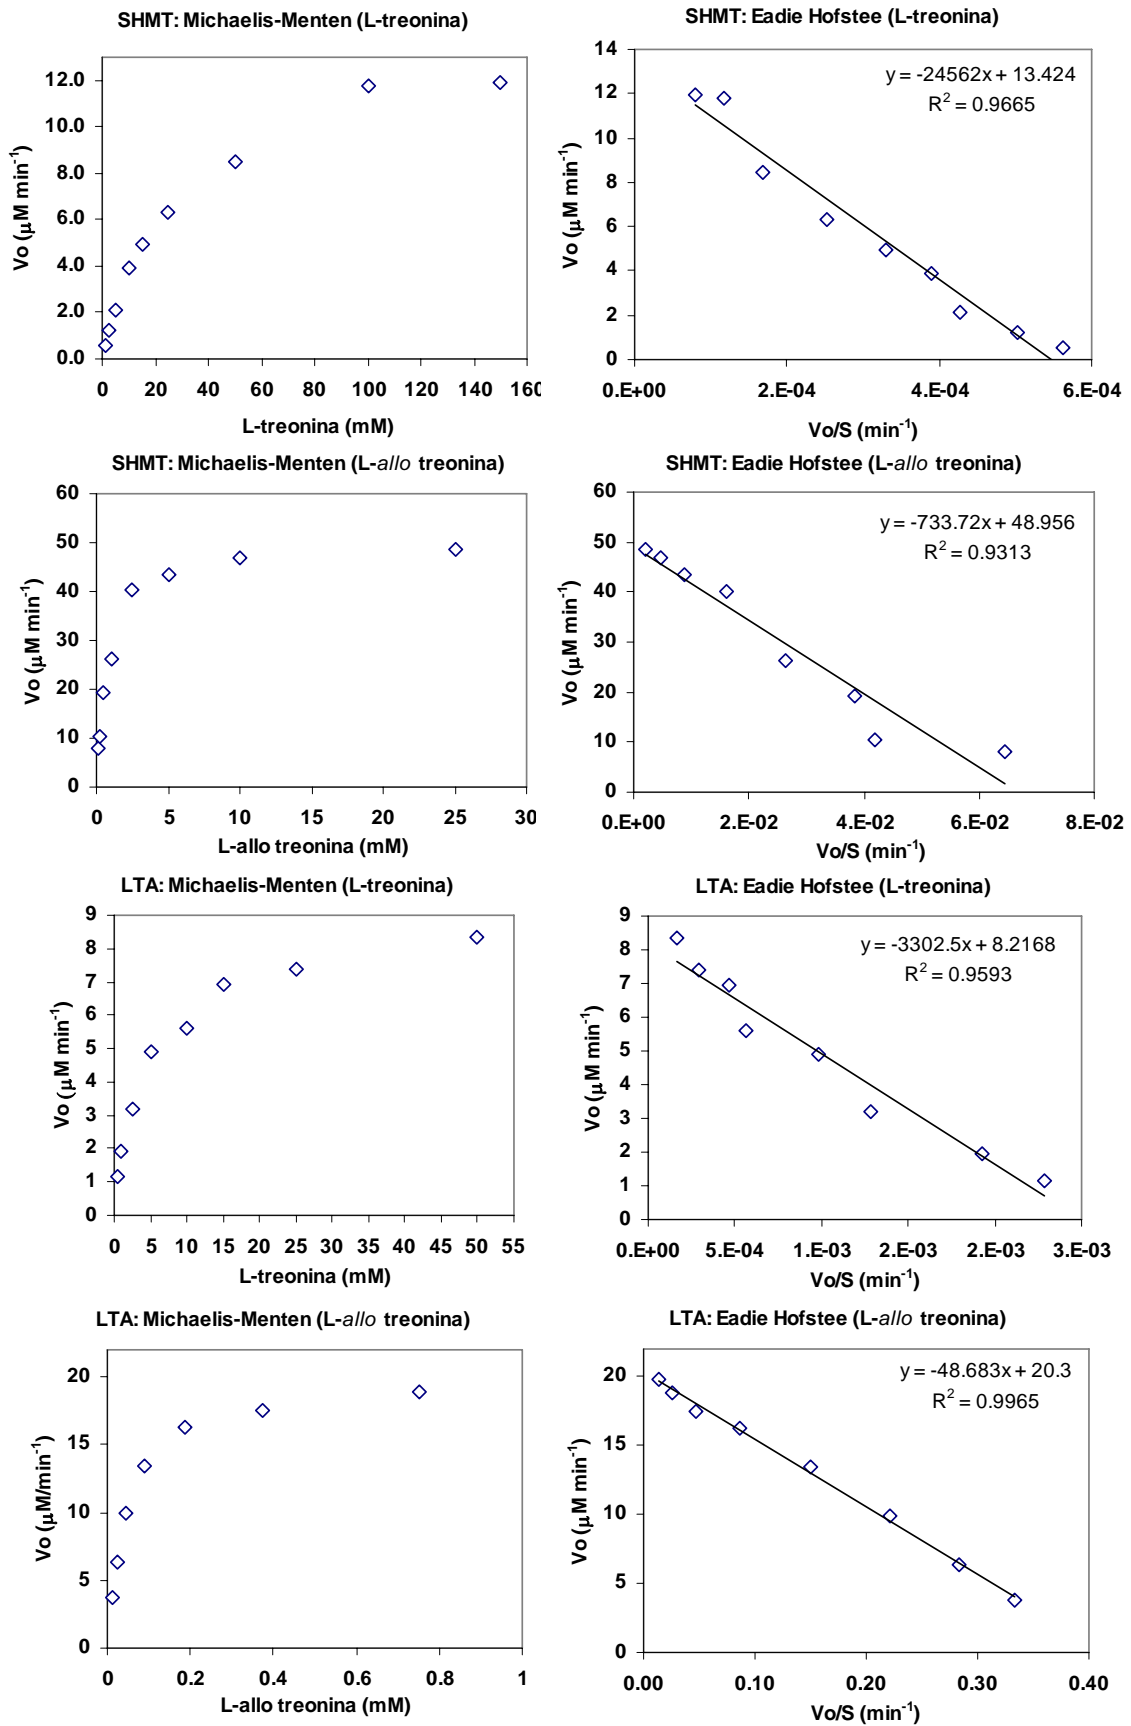 SHMT: Michaelis-Menten (L-treonina)
12.0
10.0
8.0
6.0
4.0
2.0
0.0
Vo (μM min⁻¹)
0 20 40 60 80 100 120 140 160
L-treonina (mM)
SHMT: Eadie Hofstee (L-treonina)
y = -24562x + 13.424
R² = 0.9665
14
12
10
8
6
4
2
0
Vo (μM min⁻¹)
0.E+00 2.E-04 4.E-04 6.E-04
Vo/S (min⁻¹)
SHMT: Michaelis-Menten (L-allo treonina)
60
50
40
30
20
10
0
Vo (μM min⁻¹)
0 5 10 15 20 25 30
L-allo treonina (mM)
SHMT: Eadie Hofstee (L-allo treonina)
y = -733.72x + 48.956
R² = 0.9313
60
50
40
30
20
10
0
Vo (μM min⁻¹)
0.E+00 2.E-02 4.E-02 6.E-02 8.E-02
Vo/S (min⁻¹)
LTA: Michaelis-Menten (L-treonina)
9
8
7
6
5
4
3
2
1
0
Vo (μM min⁻¹)
0 5 10 15 20 25 30 35 40 45 50 55
L-treonina (mM)
LTA: Eadie Hofstee (L-treonina)
y = -3302.5x + 8.2168
R² = 0.9593
9
8
7
6
5
4
3
2
1
0
Vo (μM min⁻¹)
0.E+00 5.E-04 1.E-03 2.E-03 2.E-03 3.E-03
Vo/S (min⁻¹)
LTA: Michaelis-Menten (L-allo treonina)
20
15
10
5
0
Vo (μM/min⁻¹)
0 0.2 0.4 0.6 0.8 1
L-allo treonina (mM)
LTA: Eadie Hofstee (L-allo treonina)
y = -48.683x + 20.3
R² = 0.9965
20
15
10
5
0
Vo (μM min⁻¹)
0.00 0.10 0.20 0.30 0.40
Vo/S (min⁻¹)